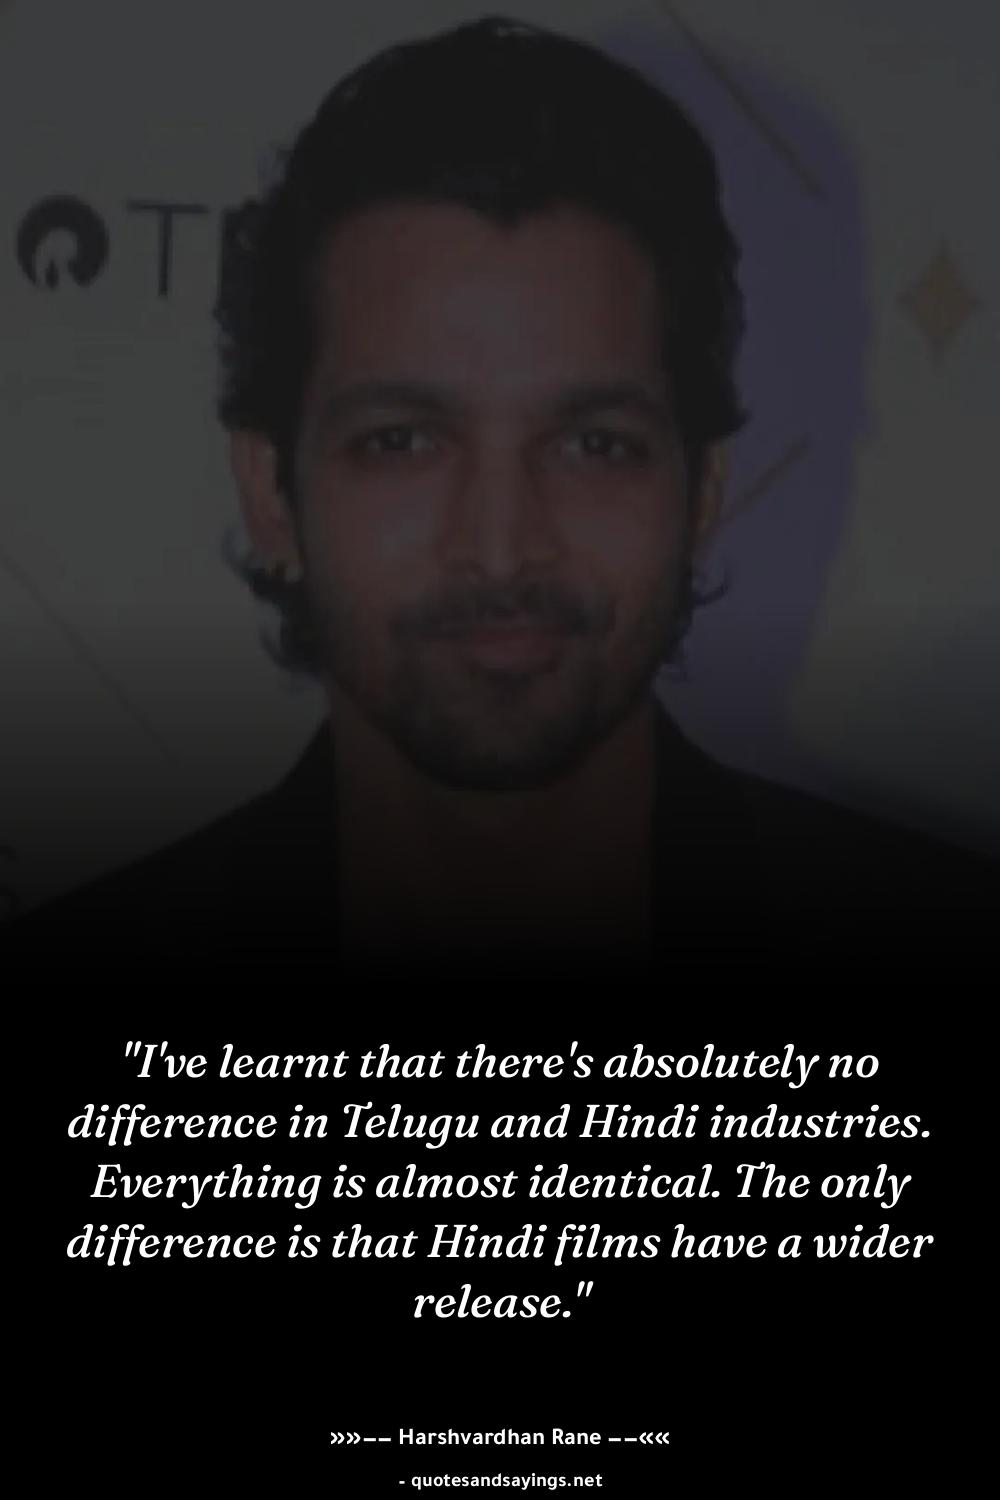 T
"I've learnt that there's absolutely no
difference in Telugu and Hindi industries.
Everything is almost identical. The only
difference is that Hindi films have a wider
release."
»»–– Harshvardhan Rane ––««
- quotesandsayings.net